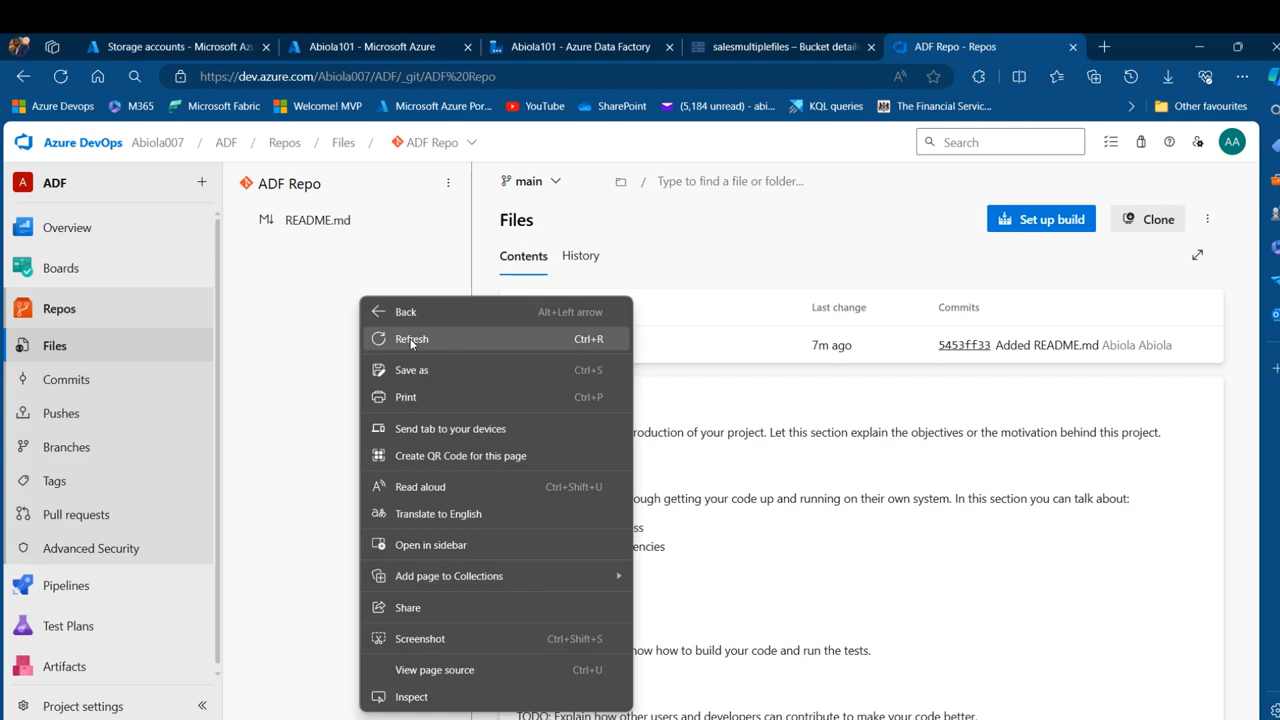 Storage accounts - Microsoft Az
Abiola101 - Microsoft Azure
Abiola101 - Azure Data Factory
salesmultiplefiles – Bucket detail
ADF Repo - Repos
https://dev.azure.com/Abiola007/ADF/_git/ADF%20Repo
Azure Devops
M365
Microsoft Fabric
Welcome! MVP
Microsoft Azure Por...
YouTube
SharePoint
(5,184 unread) - abi...
KQL queries
The Financial Servic...
Other favourites
Azure DevOps
Abiola007 / ADF / Repos / Files / ADF Repo
Search
AA
A ADF
Overview
Boards
Repos
Files
Commits
Pushes
Branches
Tags
Pull requests
Advanced Security
Pipelines
Test Plans
Artifacts
Project settings
ADF Repo
README.md
main
/ Type to find a file or folder...
Files
Set up build
Clone
Contents
History
Last change
Commits
7m ago
5453ff33 Added README.md Abiola Abiola
roduction of your project. Let this section explain the objectives or the motivation behind this project.
ough getting your code up and running on their own system. In this section you can talk about:
ss
encies
ow how to build your code and run the tests.
TODO: Explain how other users and developers can contribute to make your code better.
Back Alt+Left arrow
Refresh Ctrl+R
Save as Ctrl+S
Print Ctrl+P
Send tab to your devices
Create QR Code for this page
Read aloud Ctrl+Shift+U
Translate to English
Open in sidebar
Add page to Collections
Share
Screenshot Ctrl+Shift+S
View page source Ctrl+U
Inspect